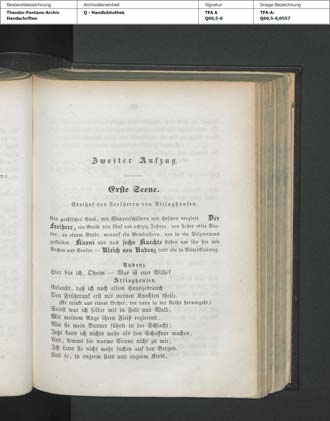 Bestandsbezeichnung
Archivalieneinheit
Signatur
Image-Bezeichnung
Theodor-Fontane-Archiv
Handschriften
Q - Handbibliothek
TFA A
Q66,5-6
TFA-A-
Q66,5-6,0557
Zweiter Aufzug.
Erste Scene.
Edelhof des Freiherrn von Attinghausen.
Ein gothischer Saal, mit Wappenschildern und Helmen verziert. Der
Freiherr, ein Greis von fünf und achtzig Jahren, von hoher edler Sta-
tur, an einem Stabe, worauf ein Gemsenhorn, und in ein Pelzwamms
gekleidet. Kuoni und noch sechs Knechte stehen um ihn her mit
Rechen und Sensen — Ulrich von Rudenz tritt ein in Ritterkleidung.
Rudenz.
Hier bin ich, Oheim — Was ist euer Wille?
Attinghausen.
Erlaubt, daß ich nach altem Hausgebrauch
Den Frühtrunk erst mit meinen Knechten theile.
(Er trinkt aus einem Becher, der dann in der Reihe herumgeht.)
Sonst war ich selber mit in Feld und Wald,
Mit meinem Auge ihren Fleiß regierend,
Wie sie mein Banner führte in der Schlacht;
Jetzt kann ich nichts mehr als den Schaffner machen,
Und, kommt die warme Sonne nicht zu mir,
Ich kann sie nicht mehr suchen auf den Bergen.
Und so, in engerm stets und engerm Kreis,